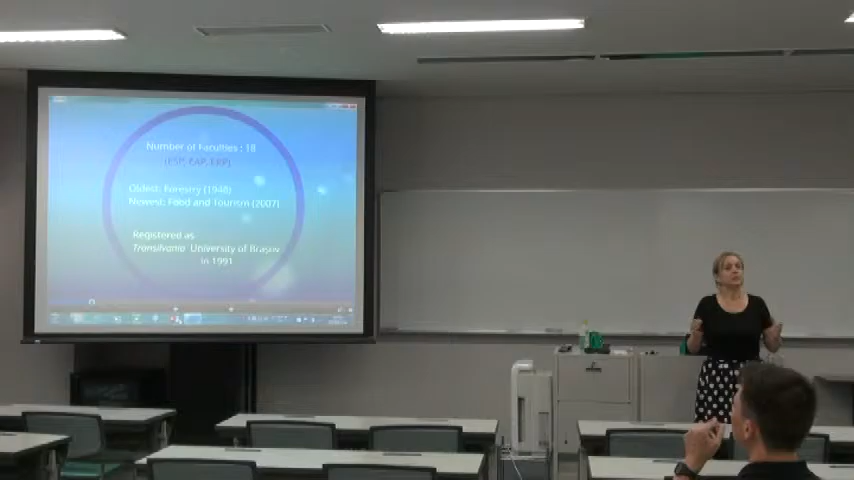 Number of Faculties : 18
(ESP, EAP, ERP)
Oldest: Forestry (1948)
Newest: Food and Tourism (2007)
Registered as
Transilvania University of Braşov
in 1991